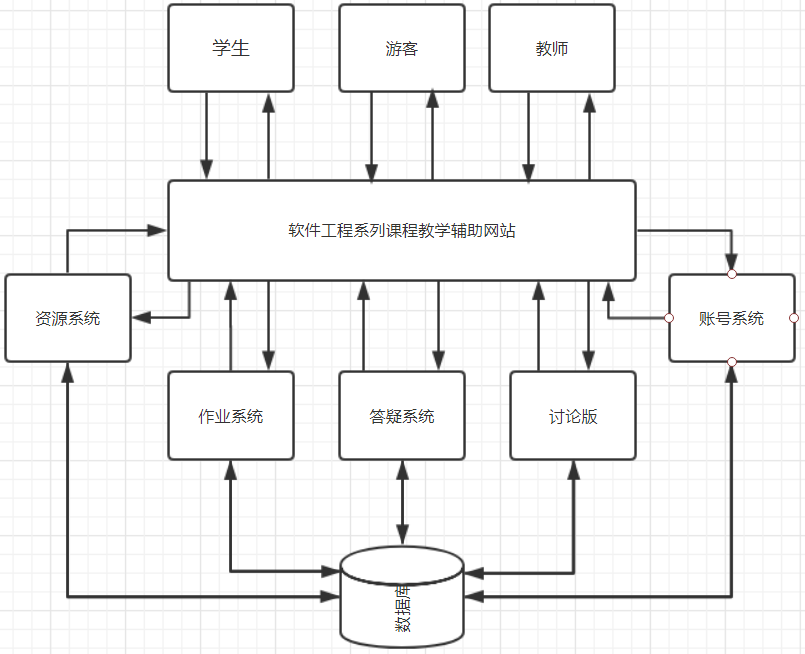 学生
游客
教师
软件工程系列课程教学辅助网站
资源系统
账号系统
作业系统
答疑系统
讨论版
数据库